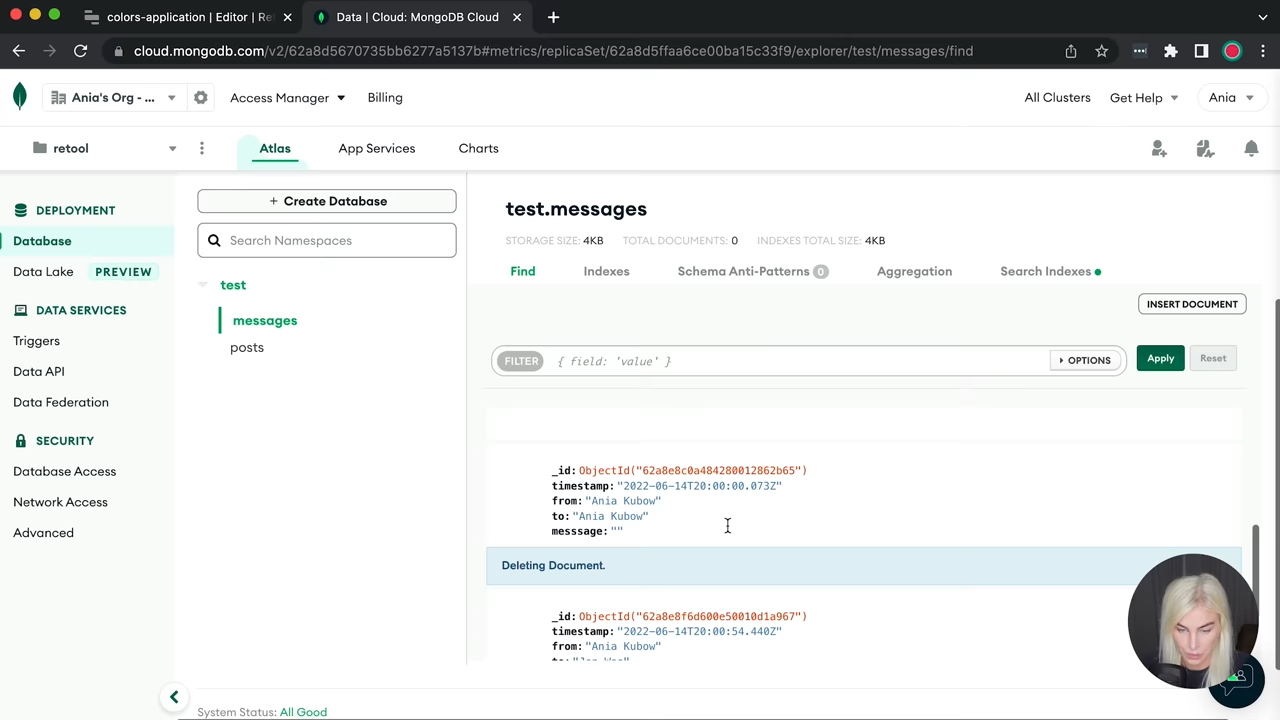 colors-application | Editor | Re
Data | Cloud: MongoDB Cloud
cloud.mongodb.com/v2/62a8d5670735bb6277a5137b#metrics/replicaSet/62a8d5ffaa6ce00ba15c33f9/explorer/test/messages/find
Ania's Org - ...
Access Manager
Billing
All Clusters
Get Help
Ania
retool
Atlas
App Services
Charts
DEPLOYMENT
Database
Data Lake
PREVIEW
DATA SERVICES
Triggers
Data API
Data Federation
SECURITY
Database Access
Network Access
Advanced
+ Create Database
Search Namespaces
test
messages
posts
System Status: All Good
test.messages
STORAGE SIZE: 4KB TOTAL DOCUMENTS: 0 INDEXES TOTAL SIZE: 4KB
Find
Indexes
Schema Anti-Patterns 0
Aggregation
Search Indexes
INSERT DOCUMENT
FILTER
{ field: 'value' }
OPTIONS
Apply
Reset
_id: ObjectId("62a8e8c0a484280012862b65")
timestamp: "2022-06-14T20:00:00.073Z"
from: "Ania Kubow"
to: "Ania Kubow"
messsage: ""
Deleting Document.
_id: ObjectId("62a8e8f6d600e50010d1a967")
timestamp: "2022-06-14T20:00:54.440Z"
from: "Ania Kubow"